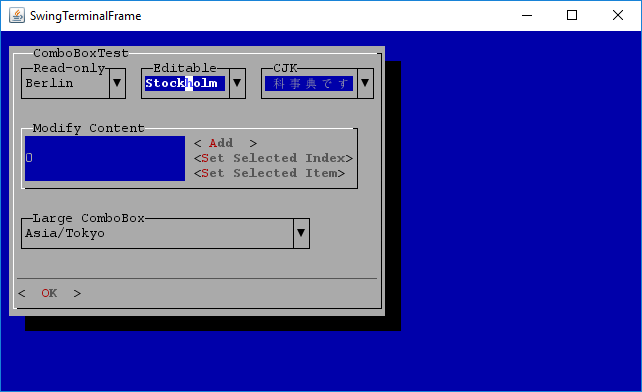 SwingTerminalFrame
ComboBoxTest
Read-only Editable CJK
Berlin ▼ Stockholm ▼ 科事典です ▼
Modify Content
0 < Add >
<Set Selected Index>
<Set Selected Item>
Large ComboBox
Asia/Tokyo ▼
< OK >